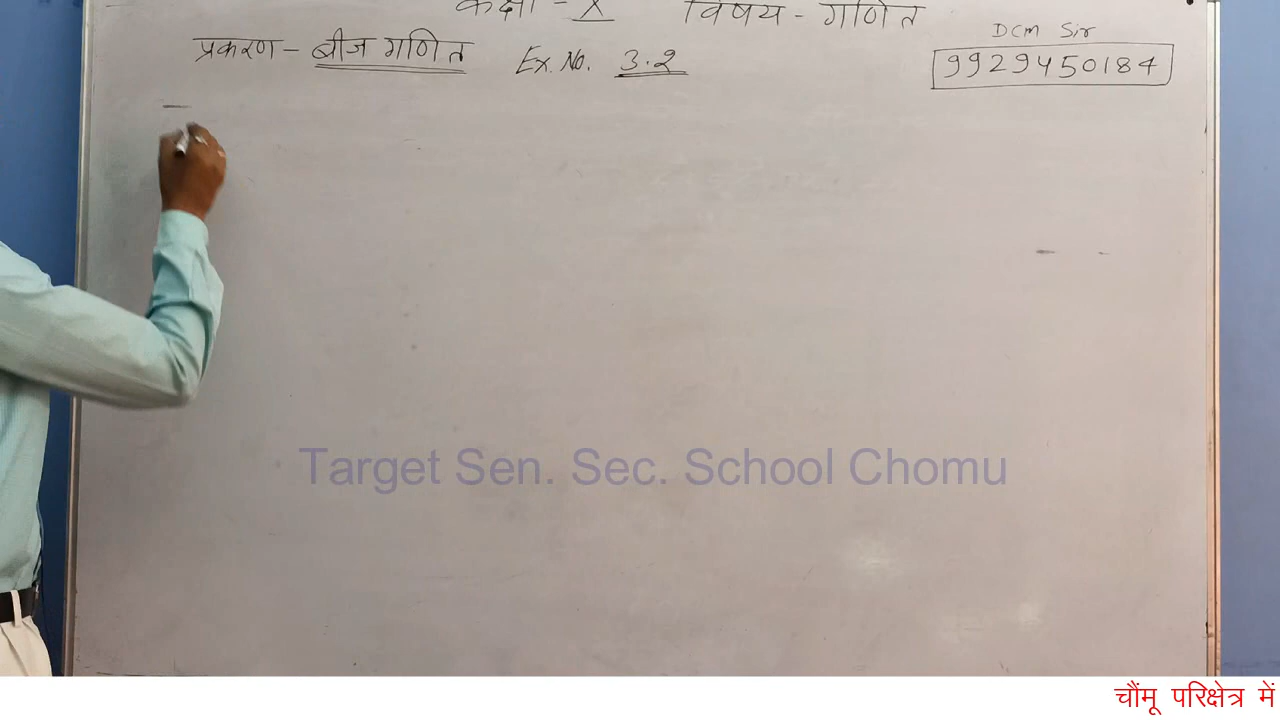 कक्षा - X विषय - गणित
DCM Sir
प्रकरण - बीज गणित Ex. No. 3.2
9929450184
Target Sen. Sec. School Chomu
चौंमू परिक्षेत्र में